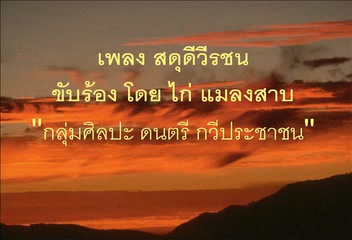 เพลง สดุดีวีรชน
ขับร้อง โดย ไก่ แมลงสาบ
"กลุ่มศิลปะ ดนตรี กวีประชาชน"